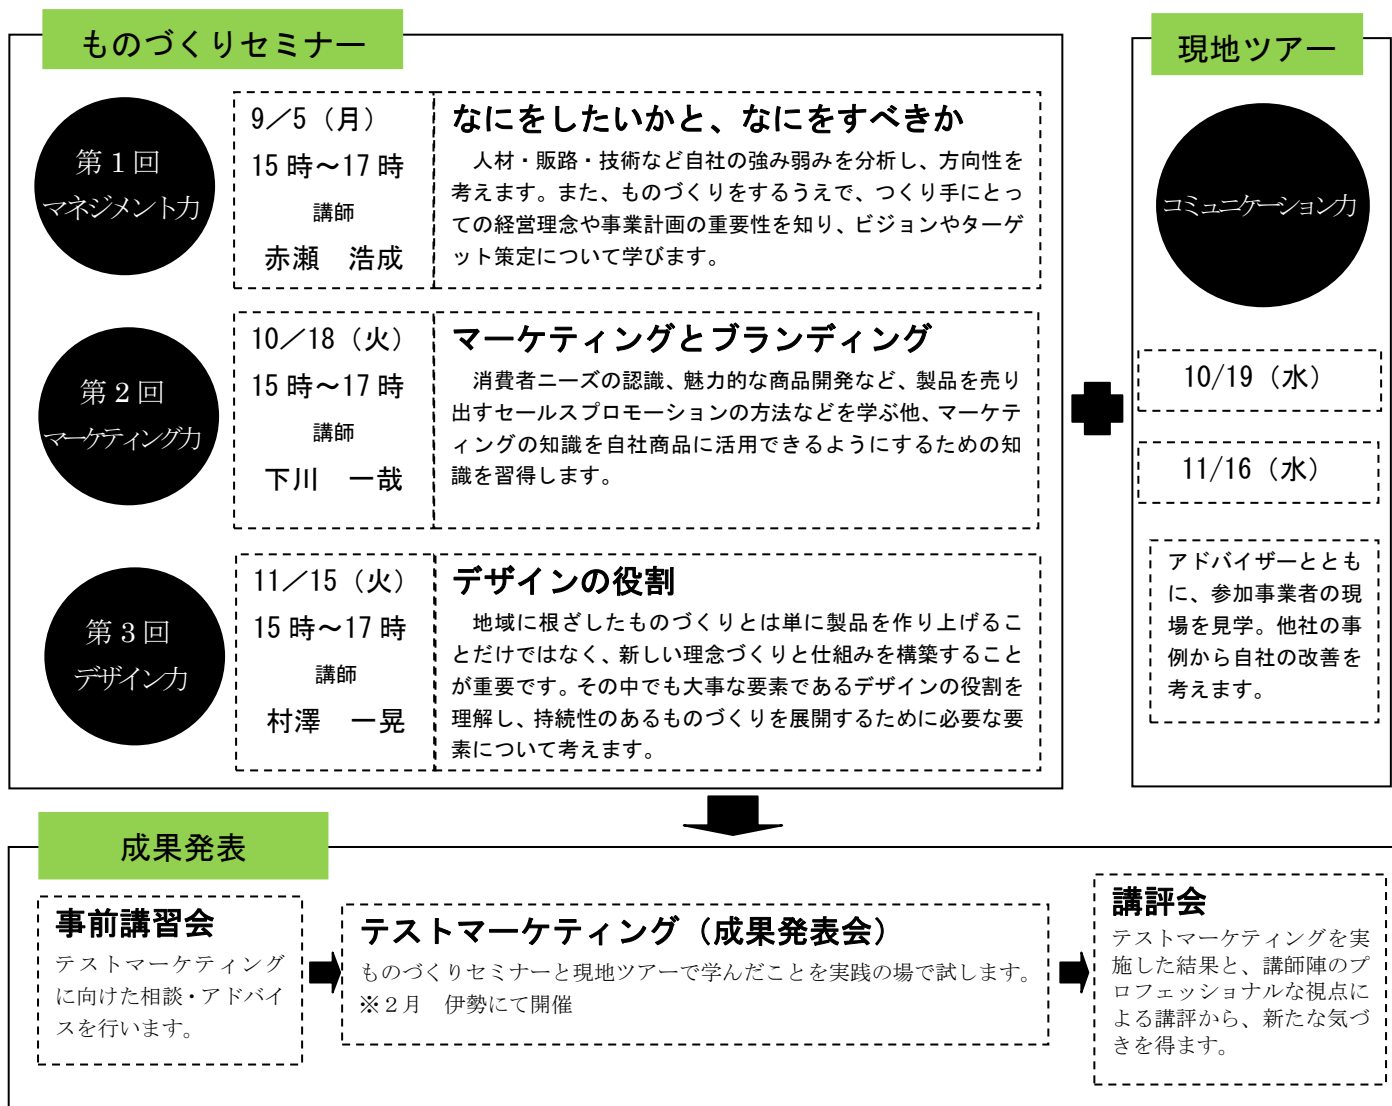 ものづくりセミナー
第1回
マネジメント力
9／5（月）
15時～17時
講師
赤瀬　浩成
なにをしたいかと、なにをすべきか
人材・販路・技術など自社の強み弱みを分析し、方向性を
考えます。また、ものづくりをするうえで、つくり手にとっ
ての経営理念や事業計画の重要性を知り、ビジョンやターゲ
ット策定について学びます。
第2回
マーケティング力
10／18（火）
15時～17時
講師
下川　一哉
マーケティングとブランディング
消費者ニーズの認識、魅力的な商品開発など、製品を売り
出すセールスプロモーションの方法などを学ぶ他、マーケテ
ィングの知識を自社商品に活用できるようにするための知
識を習得します。
第3回
デザイン力
11／15（火）
15時～17時
講師
村澤　一晃
デザインの役割
地域に根ざしたものづくりとは単に製品を作り上げるこ
とだけではなく、新しい理念づくりと仕組みを構築すること
が重要です。その中でも大事な要素であるデザインの役割を
理解し、持続性のあるものづくりを展開するために必要な要
素について考えます。
現地ツアー
コミュニケーション力
10/19（水）
11/16（水）
アドバイザーととも
に、参加事業者の現
場を見学。他社の事
例から自社の改善を
考えます。
成果発表
事前講習会
テストマーケティング
に向けた相談・アドバイ
スを行います。
テストマーケティング（成果発表会）
ものづくりセミナーと現地ツアーで学んだことを実践の場で試します。
※2月　伊勢にて開催
講評会
テストマーケティングを実
施した結果と、講師陣のプ
ロフェッショナルな視点に
よる講評から、新たな気づ
きを得ます。